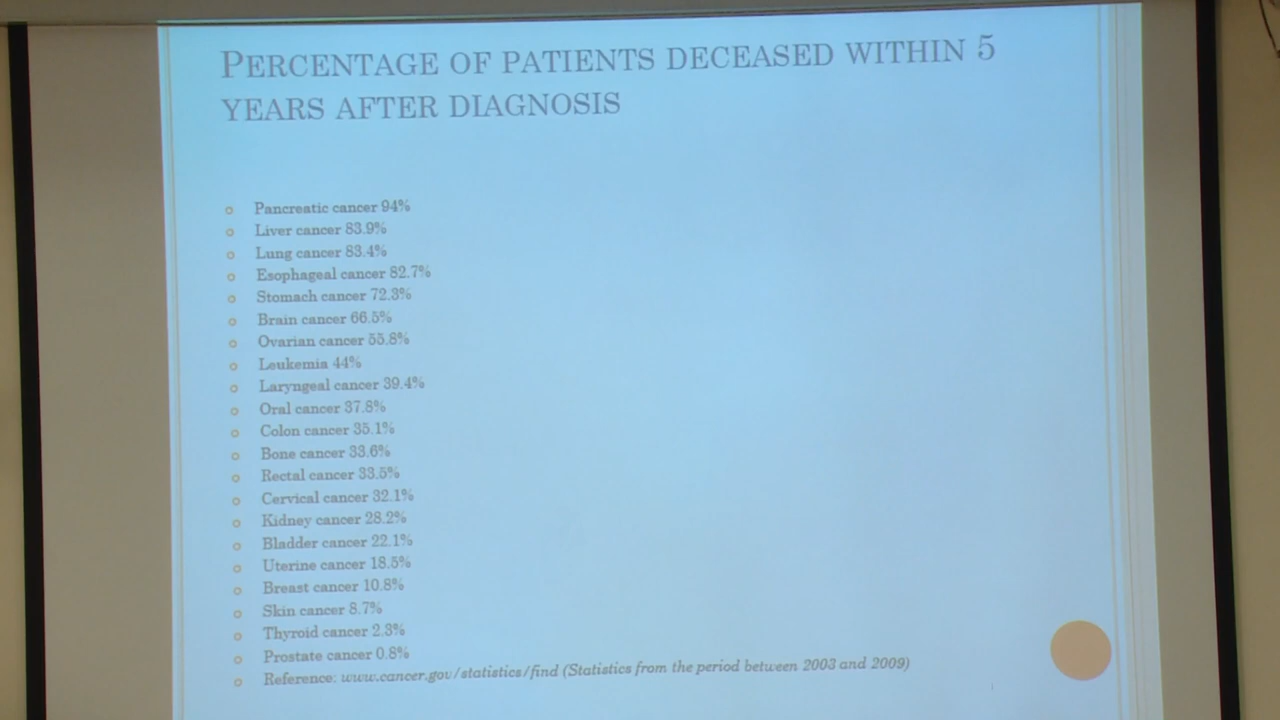 PERCENTAGE OF PATIENTS DECEASED WITHIN 5
YEARS AFTER DIAGNOSIS
Pancreatic cancer 94%
Liver cancer 83.9%
Lung cancer 83.4%
Esophageal cancer 82.7%
Stomach cancer 72.3%
Brain cancer 66.5%
Ovarian cancer 55.8%
Leukemia 44%
Laryngeal cancer 39.4%
Oral cancer 37.8%
Colon cancer 35.1%
Bone cancer 33.6%
Rectal cancer 33.5%
Cervical cancer 32.1%
Kidney cancer 28.2%
Bladder cancer 22.1%
Uterine cancer 18.5%
Breast cancer 10.8%
Skin cancer 8.7%
Thyroid cancer 2.3%
Prostate cancer 0.8%
Reference: www.cancer.gov/statistics/find (Statistics from the period between 2003 and 2009)